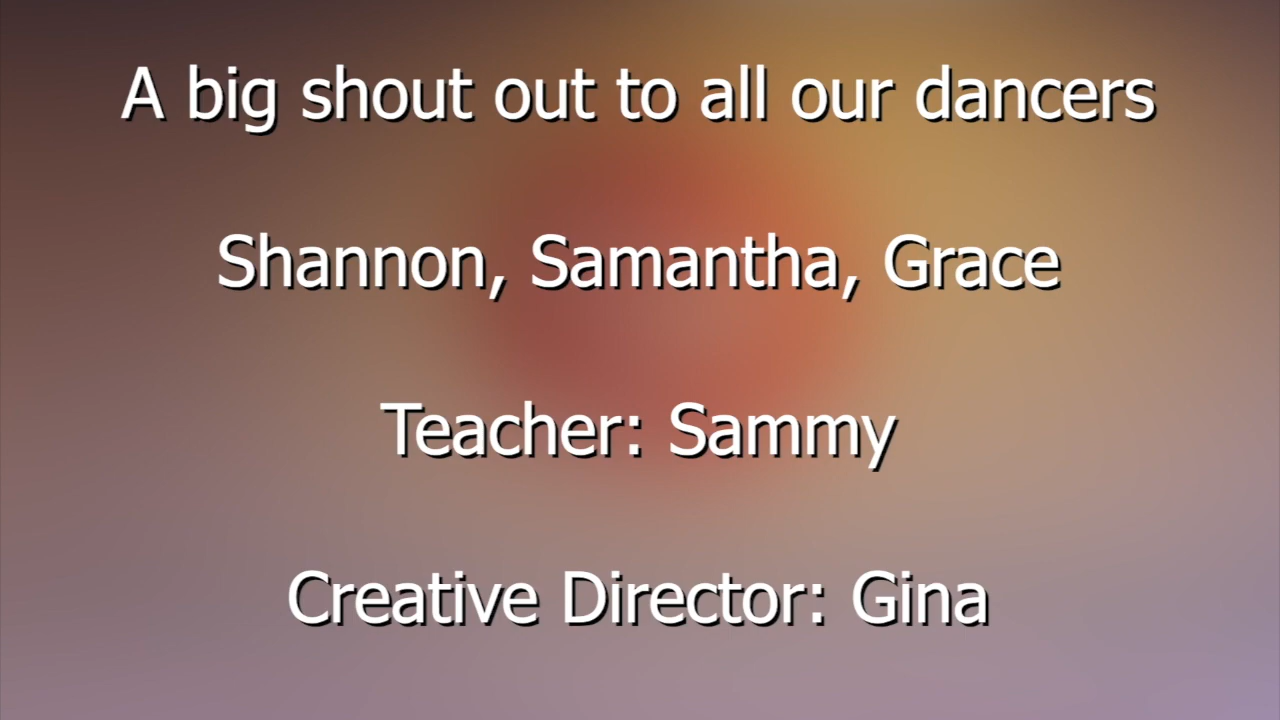 A big shout out to all our dancers
Shannon, Samantha, Grace
Teacher: Sammy
Creative Director: Gina